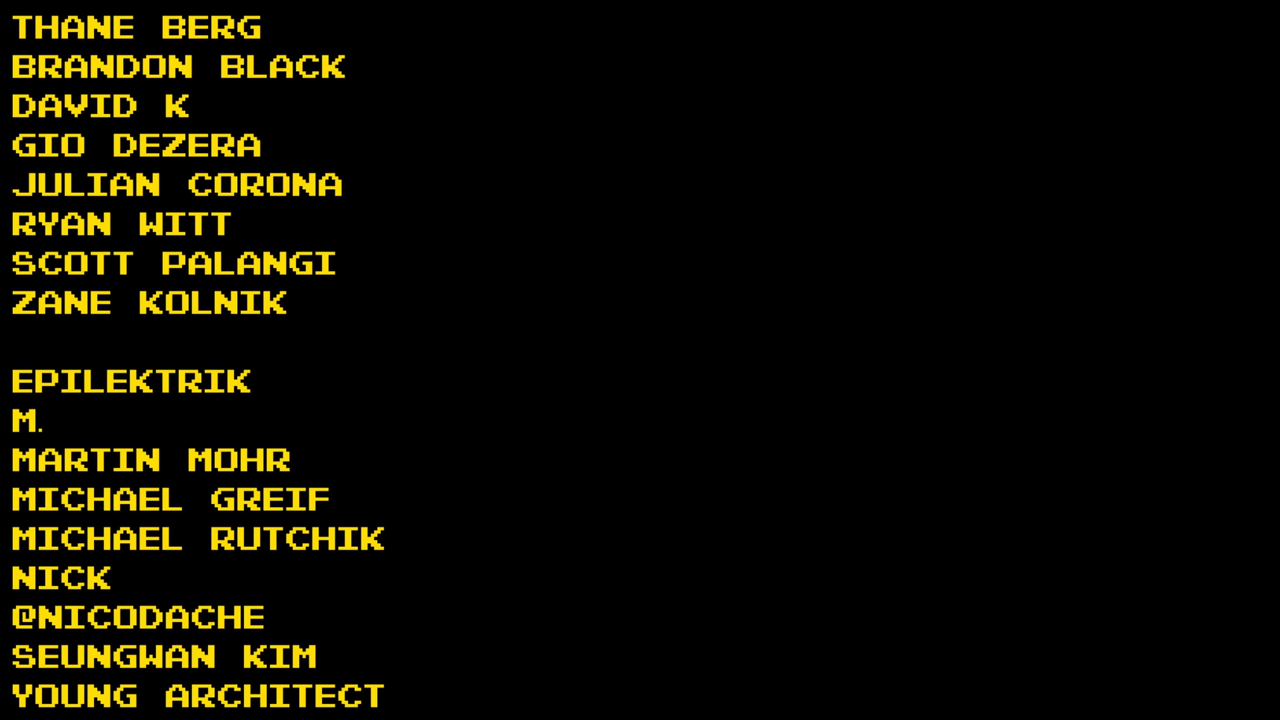 THANE BERG
BRANDON BLACK
DAVID K
GIO DEZERA
JULIAN CORONA
RYAN WITT
SCOTT PALANGI
ZANE KOLNIK
EPILEKTRIK
M.
MARTIN MOHR
MICHAEL GREIF
MICHAEL RUTCHIK
NICK
@NICODACHE
SEUNGWAN KIM
YOUNG ARCHITECT